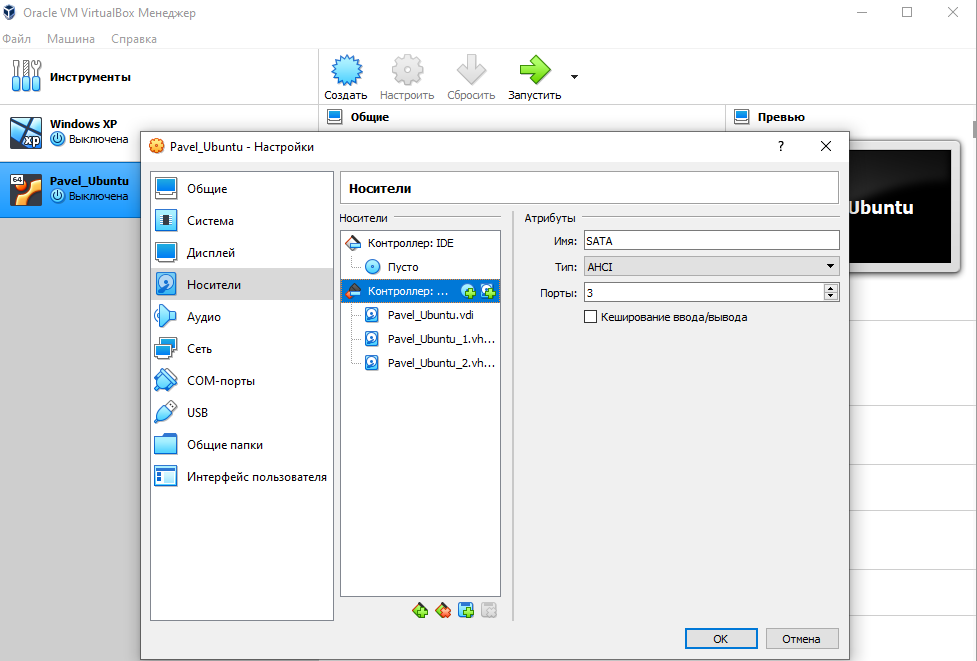 Oracle VM VirtualBox Менеджер
Файл Машина Справка
Инструменты
Создать Настроить Сбросить Запустить
Windows XP
Выключена
64
Pavel_Ubuntu
Выключена
Общие
Превью
Ubuntu
Pavel_Ubuntu - Настройки
?
Общие
Система
Дисплей
Носители
Аудио
Сеть
COM-порты
USB
Общие папки
Интерфейс пользователя
Носители
Носители
Контроллер: IDE
Пусто
Контроллер: ...
Pavel_Ubuntu.vdi
Pavel_Ubuntu_1.vh...
Pavel_Ubuntu_2.vh...
Атрибуты
Имя: SATA
Тип: AHCI
Порты: 3
Кеширование ввода/вывода
OK Отмена